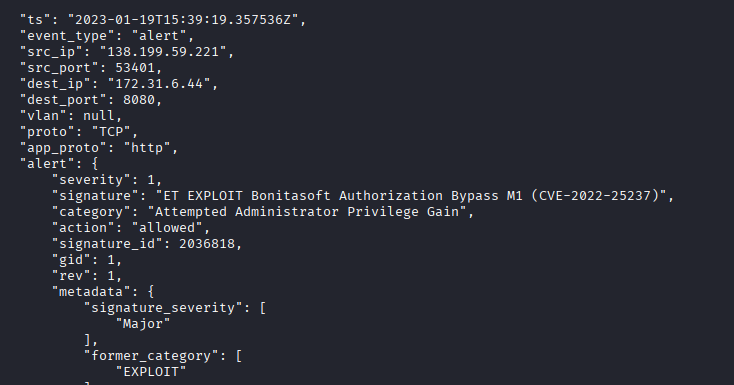 "ts": "2023-01-19T15:39:19.357536Z",
"event_type": "alert",
"src_ip": "138.199.59.221",
"src_port": 53401,
"dest_ip": "172.31.6.44",
"dest_port": 8080,
"vlan": null,
"proto": "TCP",
"app_proto": "http",
"alert": {
"severity": 1,
"signature": "ET EXPLOIT Bonitasoft Authorization Bypass M1 (CVE-2022-25237)",
"category": "Attempted Administrator Privilege Gain",
"action": "allowed",
"signature_id": 2036818,
"gid": 1,
"rev": 1,
"metadata": {
"signature_severity": [
"Major"
],
"former_category": [
"EXPLOIT"